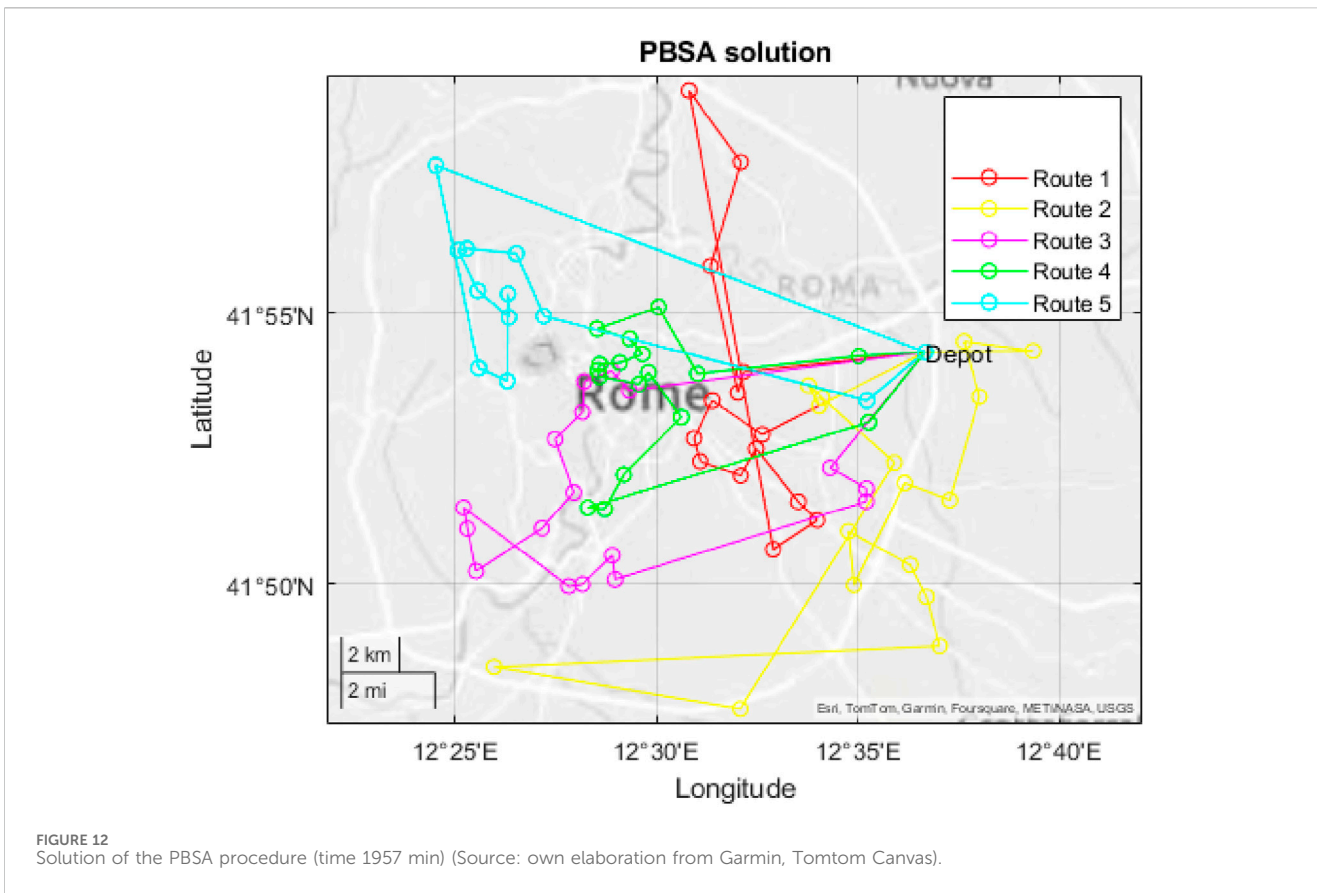 PBSA solution
Nuova
Route 1
Route 2
Route 3
Route 4
Route 5
ROMA
41°55'N
Depot
Rome
Latitude
41°50'N
2 km
2 mi
Esri, TomTom, Garmin, Foursquare, METI/NASA, USGS
12°25'E 12°30'E 12°35'E 12°40'E
Longitude
FIGURE 12
Solution of the PBSA procedure (time 1957 min) (Source: own elaboration from Garmin, Tomtom Canvas).